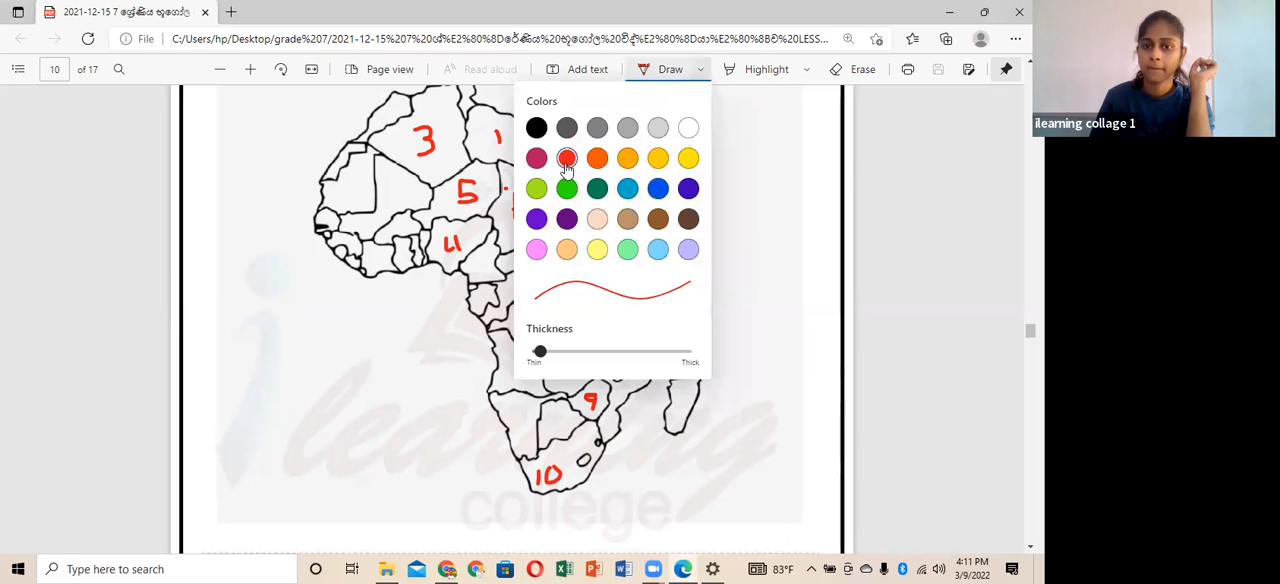 2021-12-15 7 ශ්‍රේණිය භූගෝල
File
C:/Users/hp/Desktop/grade%207/2021-12-15%207%20ශ්%E2%80%8Dරේණිය%20භූගෝල%20විද්%E2%80%8Dයා%E2%80%8B%20LESS...
10 of 17
Page view
Read aloud
Add text
Draw
Highlight
Erase
ilearning collage 1
Colors
3
1
5
4
Thickness
Thin
Thick
9
10
ilearning
college
Type here to search
83°F
4:11 PM
3/9/2022